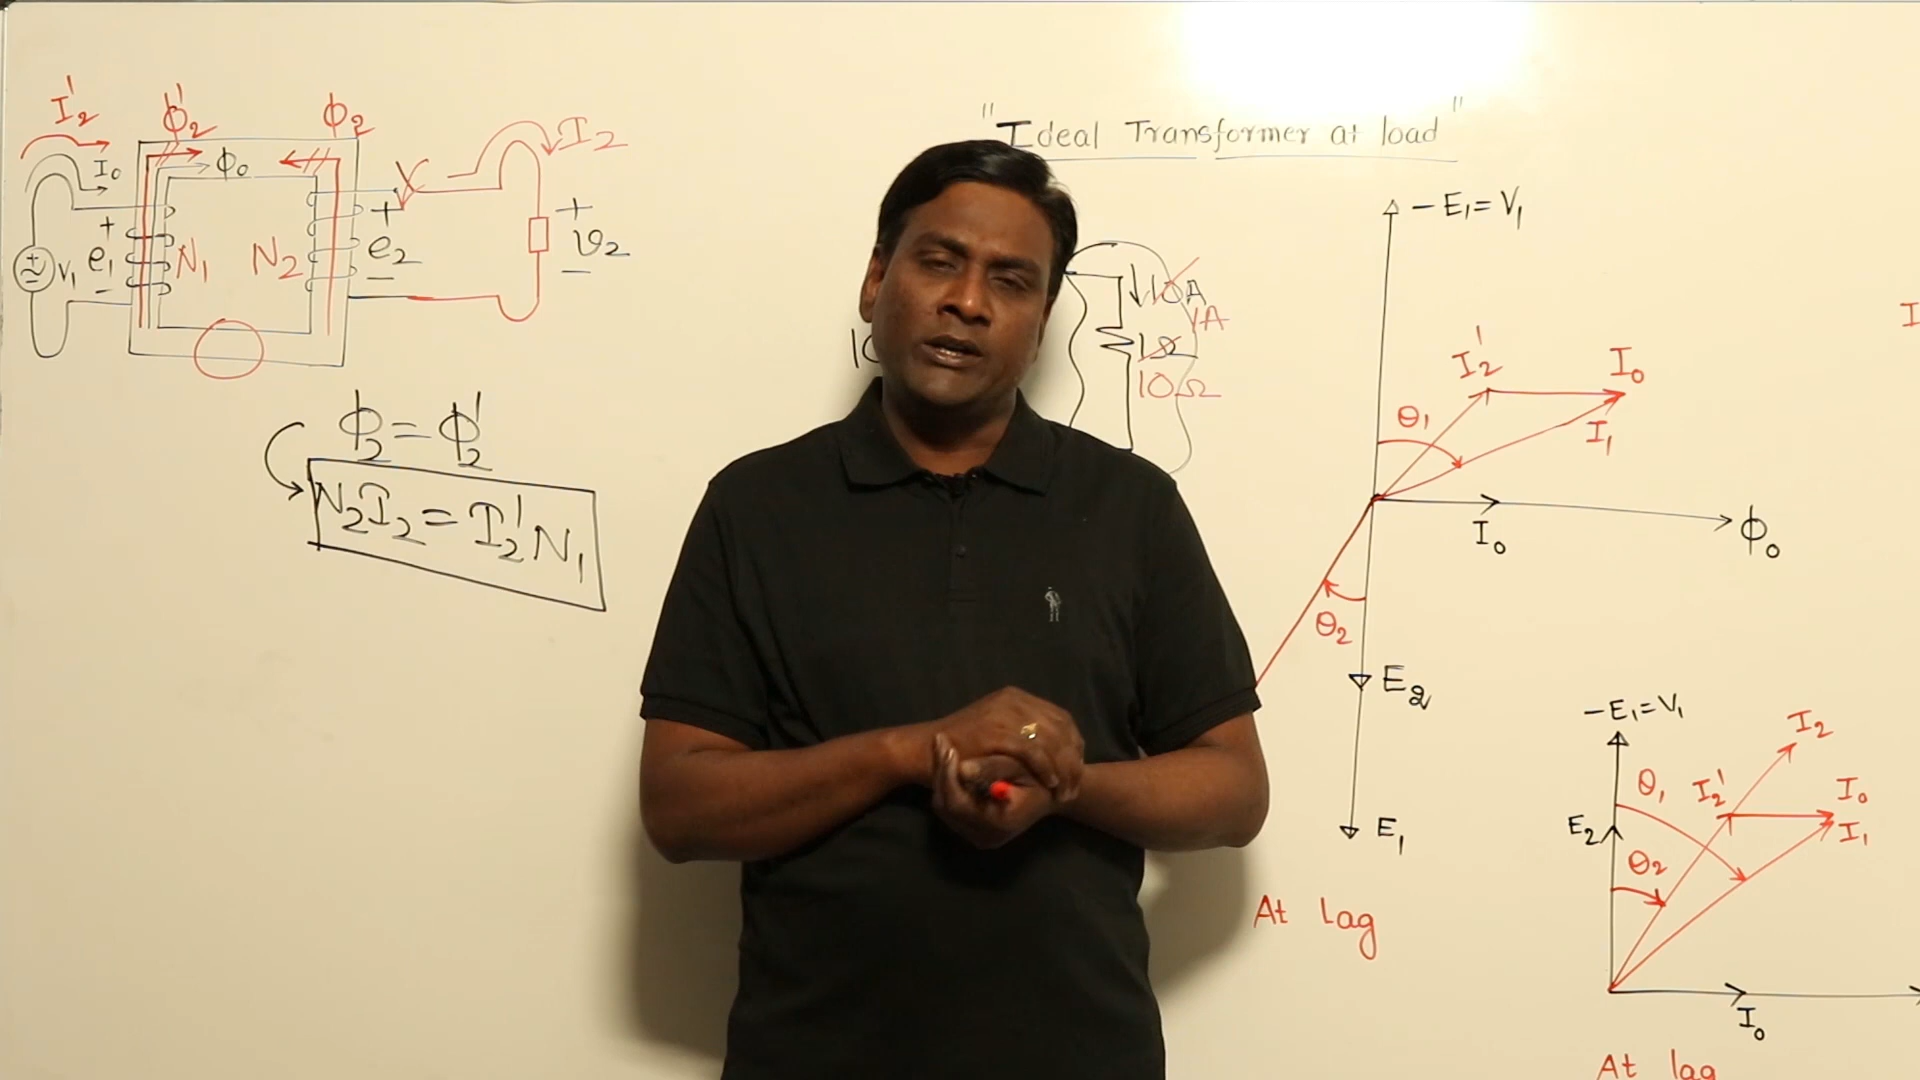 "Ideal Transformer at load"
I₂'
ϕ₂'
ϕ₂
I₂
I₀
ϕ₀
+
+
+
V₁
e₁
N₁
N₂
e₂
v₂
−
−
−
ϕ₂ = ϕ₂'
N₂I₂ = I₂'N₁
10A
1A
1Ω
10Ω
−E₁=V₁
I₂'
I₀
θ₁
I₁
I₀
ϕ₀
θ₂
E₂
E₁
At lag
−E₁=V₁
I₂
θ₁
I₂'
I₀
E₂
I₁
θ₂
I₀
At lag